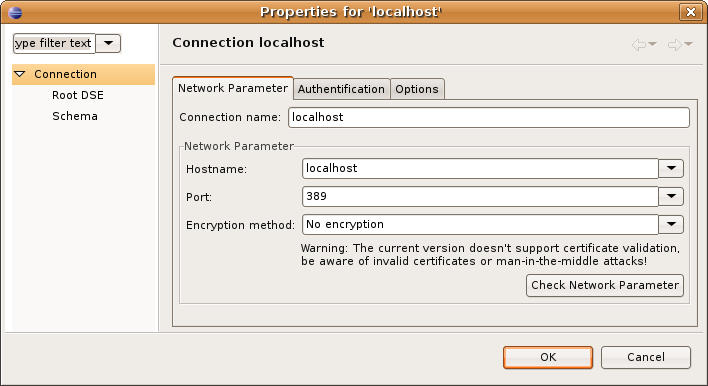 Properties for 'localhost'
ype filter text
Connection localhost
Connection
Root DSE
Schema
Network Parameter
Authentification
Options
Connection name:
localhost
Network Parameter
Hostname:
localhost
Port:
389
Encryption method:
No encryption
Warning: The current version doesn't support certificate validation,
be aware of invalid certificates or man-in-the-middle attacks!
Check Network Parameter
OK
Cancel